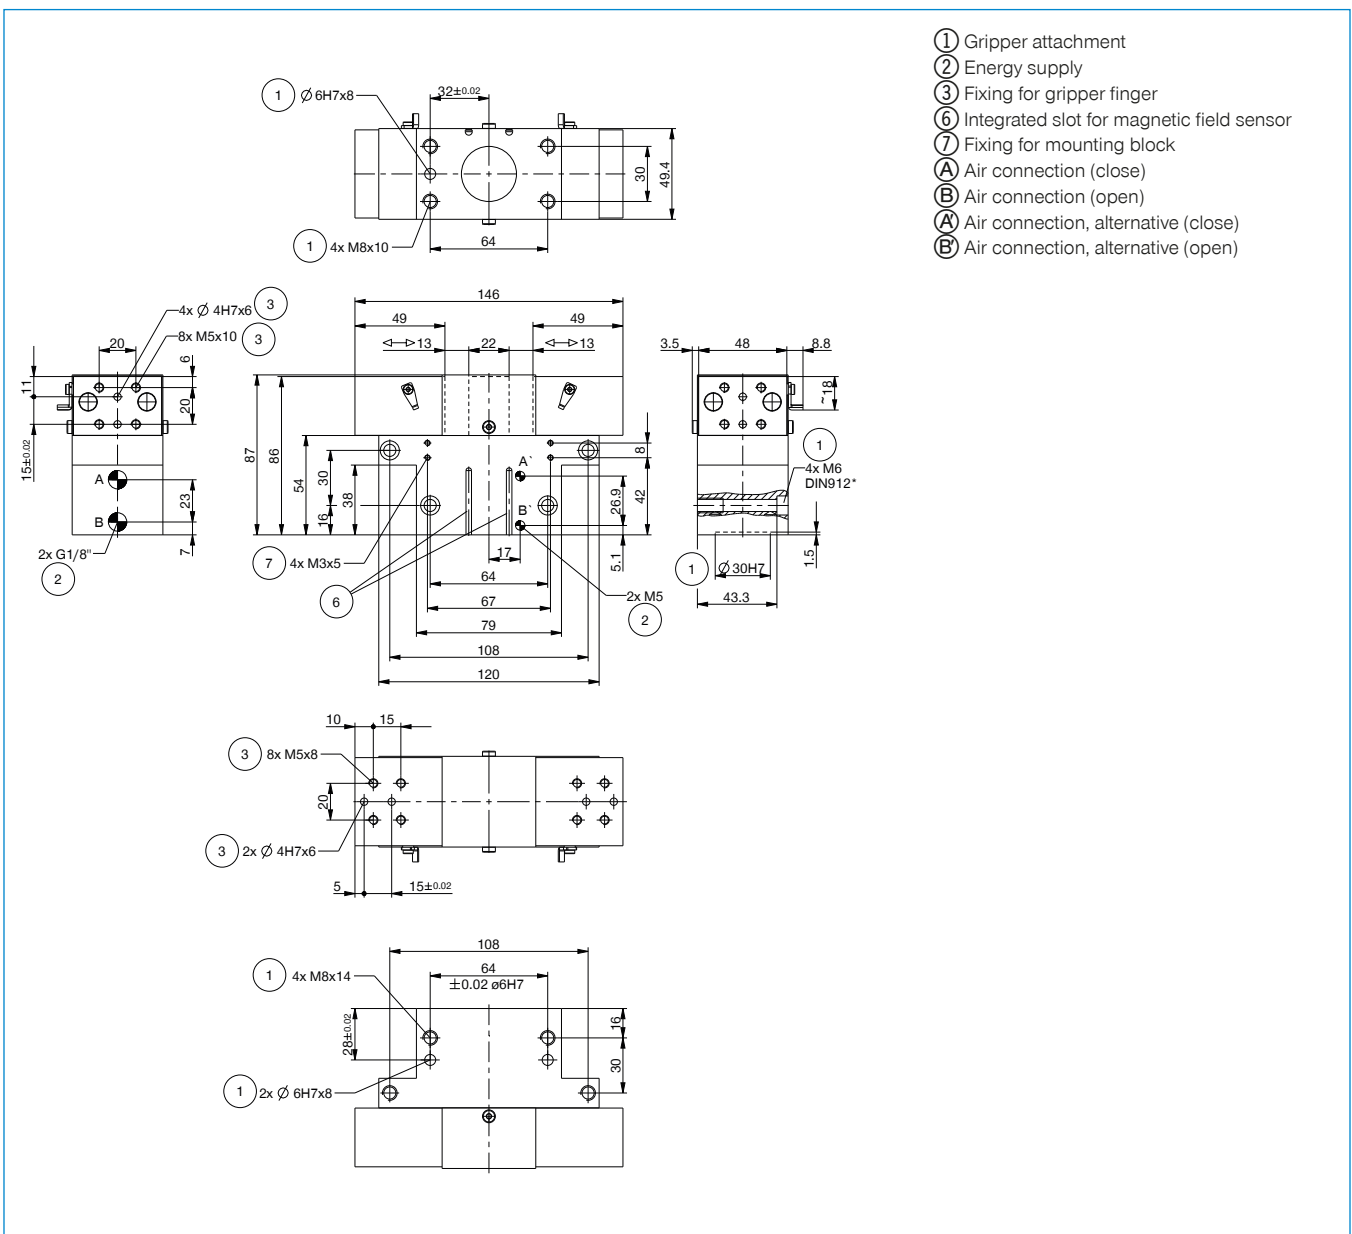 1 Gripper attachment
2 Energy supply
3 Fixing for gripper finger
6 Integrated slot for magnetic field sensor
7 Fixing for mounting block
A Air connection (close)
B Air connection (open)
A' Air connection, alternative (close)
B' Air connection, alternative (open)
1 Ø 6H7x8
32±0.02
30
49.4
1 4x M8x10
64
4x Ø 4H7x6 3
8x M5x10 3
20
6
11
20
15±0.02
A
23
B
7
2x G1/8"
2
146
49
49
13
22
13
87
86
54
30
38
16
A`
B`
8
42
26.9
5.1
17
7 4x M3x5
6
64
67
79
108
120
2x M5
2
3.5
48
8.8
~18
1
4x M6
DIN912*
1.5
1 Ø 30H7
43.3
10
15
3 8x M5x8
20
3 2x Ø 4H7x6
5
15±0.02
108
1 4x M8x14
64
±0.02 ø6H7
28±0.02
16
30
1 2x Ø 6H7x8